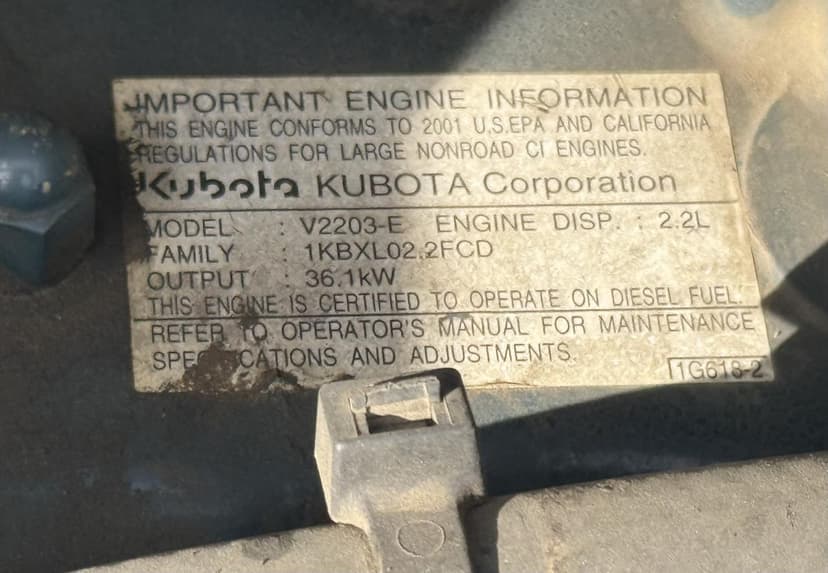 IMPORTANT ENGINE INFORMATION
THIS ENGINE CONFORMS TO 2001 U.S.EPA AND CALIFORNIA
REGULATIONS FOR LARGE NONROAD CI ENGINES.
Kubota KUBOTA Corporation
MODEL : V2203-E ENGINE DISP. : 2.2L
FAMILY : 1KBXL02.2FCD
OUTPUT : 36.1kW
THIS ENGINE IS CERTIFIED TO OPERATE ON DIESEL FUEL.
REFER TO OPERATOR'S MANUAL FOR MAINTENANCE
SPECIFICATIONS AND ADJUSTMENTS.
1G618-2